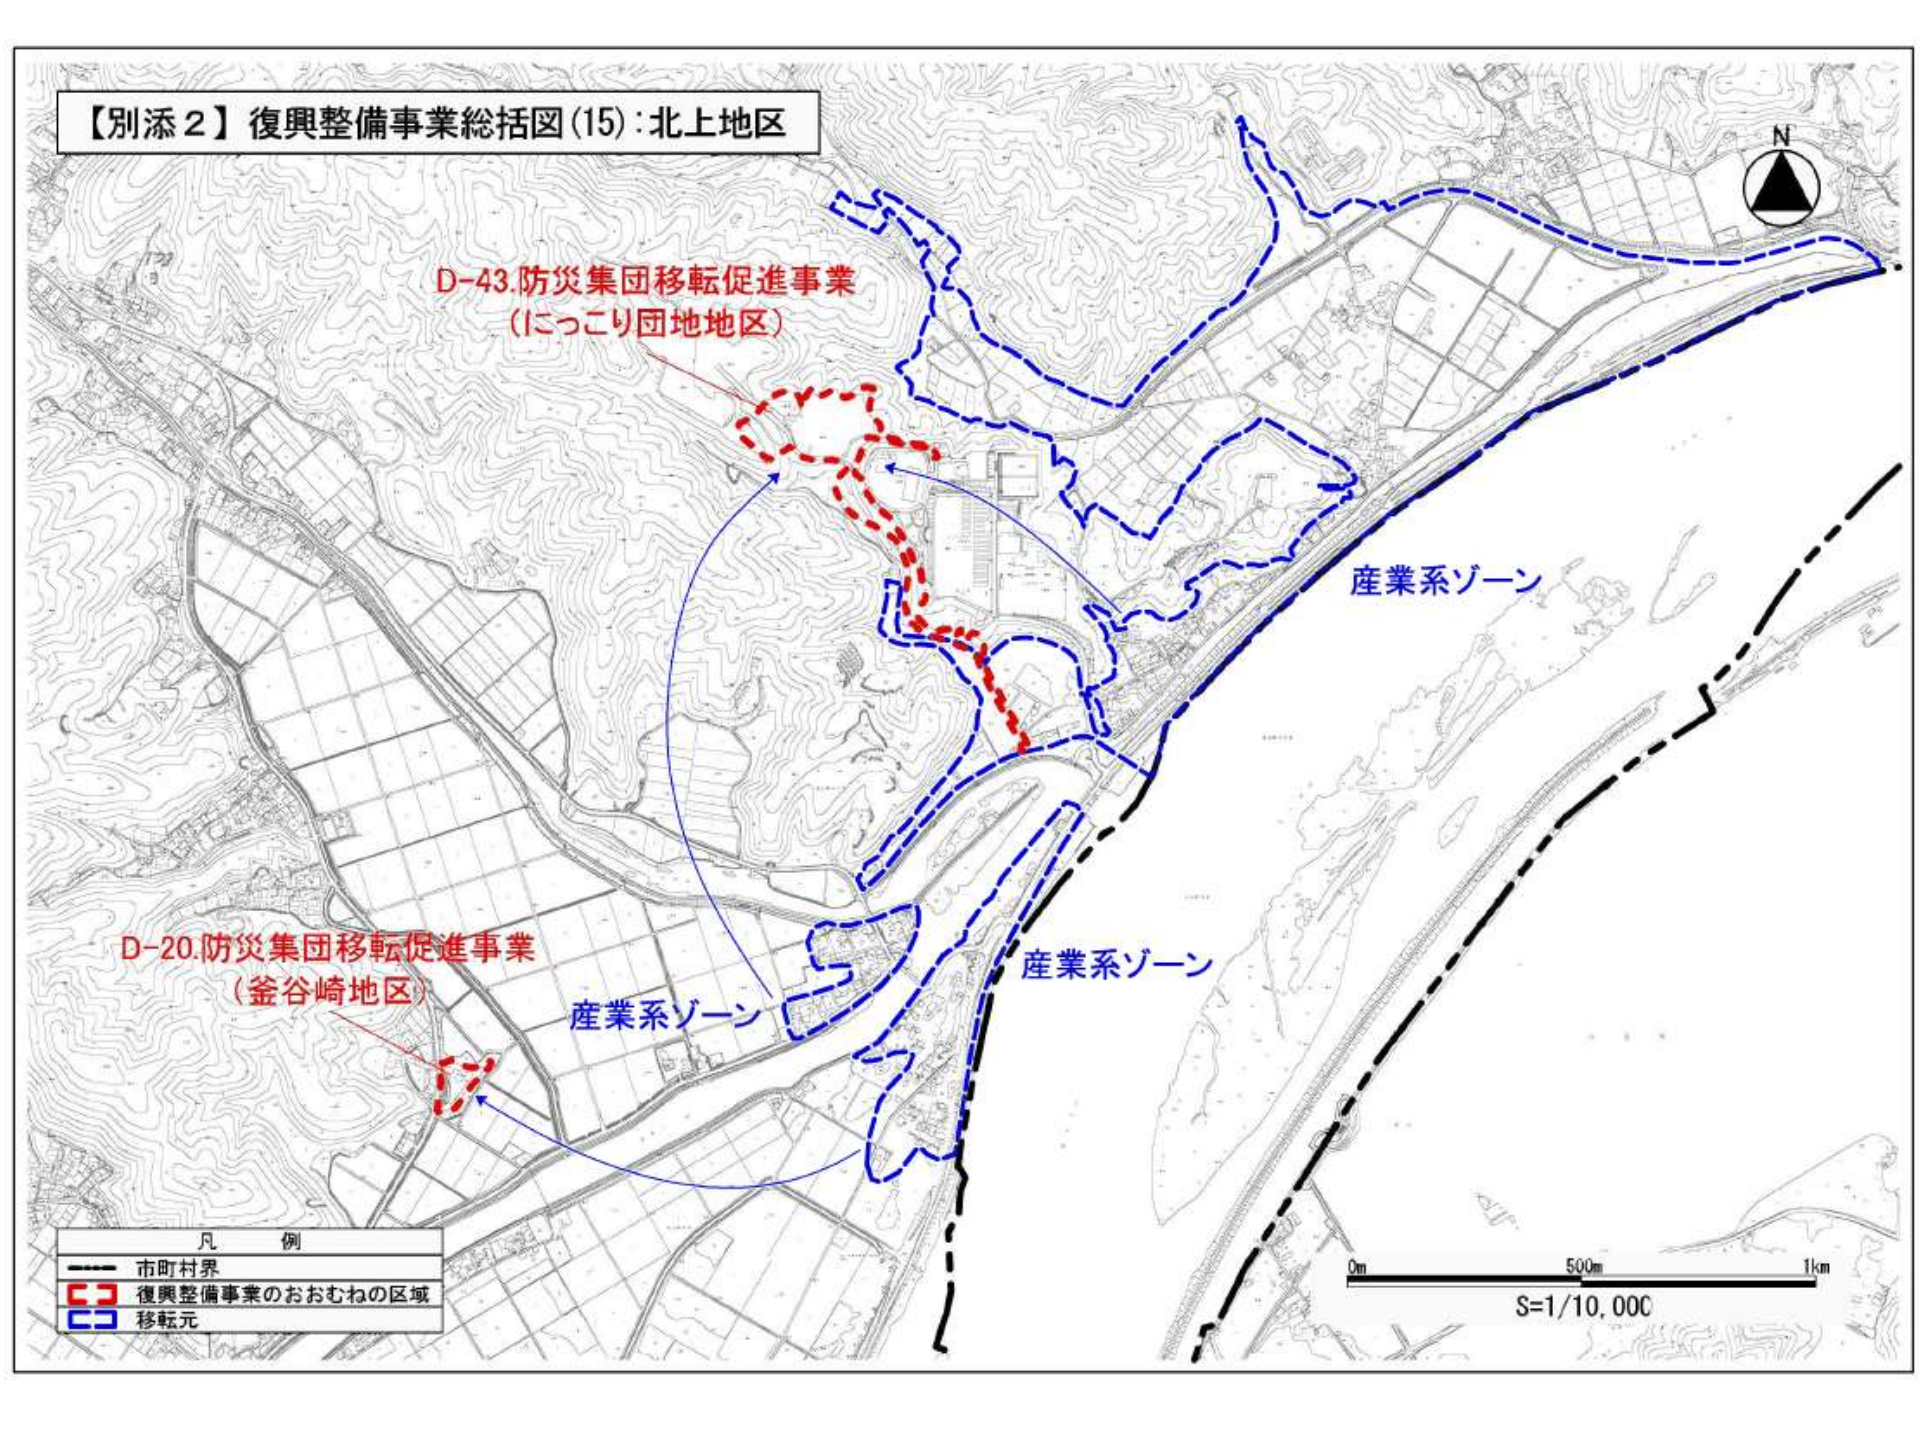 【別添２】復興整備事業総括図(15):北上地区
N
D-43.防災集団移転促進事業
(にっこり団地地区)
産業系ゾーン
D-20.防災集団移転促進事業
(釜谷崎地区)
産業系ゾーン
産業系ゾーン
凡 例
市町村界
復興整備事業のおおむねの区域
移転元
0m 500m 1km
S=1/10,000